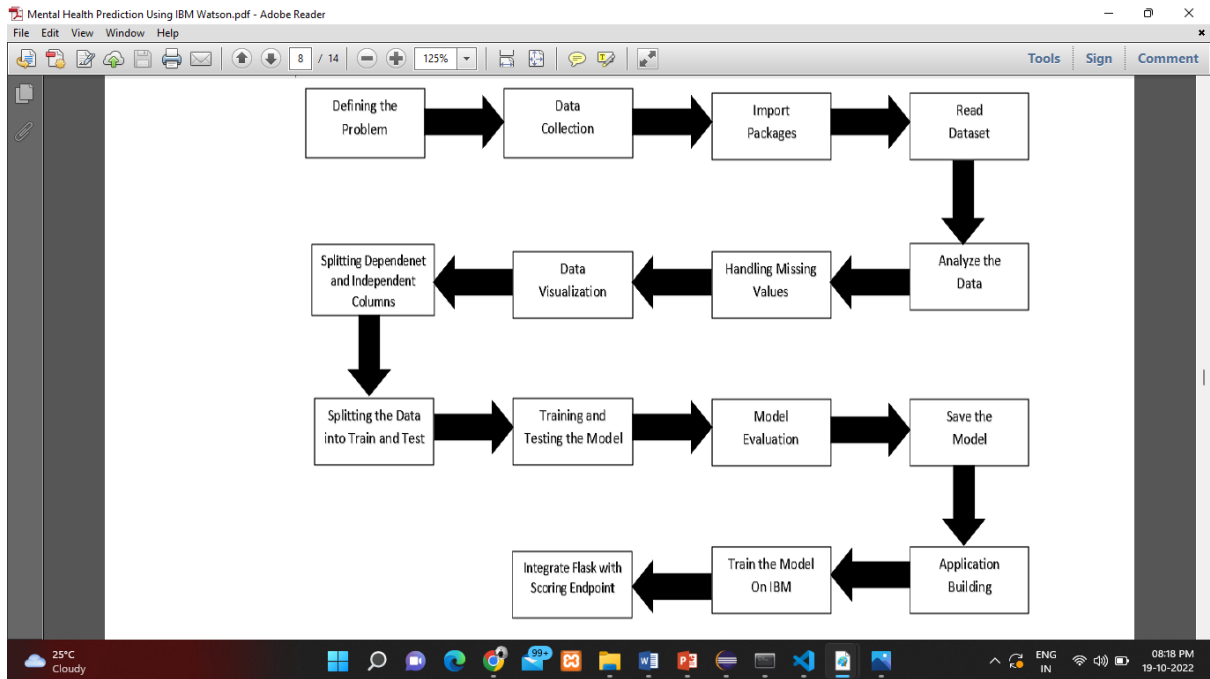 Mental Health Prediction Using IBM Watson.pdf - Adobe Reader
File Edit View Window Help
8 / 14 125% Tools Sign Comment
Defining the
Problem
Data
Collection
Import
Packages
Read
Dataset
Analyze the
Data
Handling Missing
Values
Data
Visualization
Splitting Dependenet
and Independent
Columns
Splitting the Data
into Train and Test
Training and
Testing the Model
Model
Evaluation
Save the
Model
Application
Building
Train the Model
On IBM
Integrate Flask with
Scoring Endpoint
25°C
Cloudy
99+
ENG
IN
08:18 PM
19-10-2022